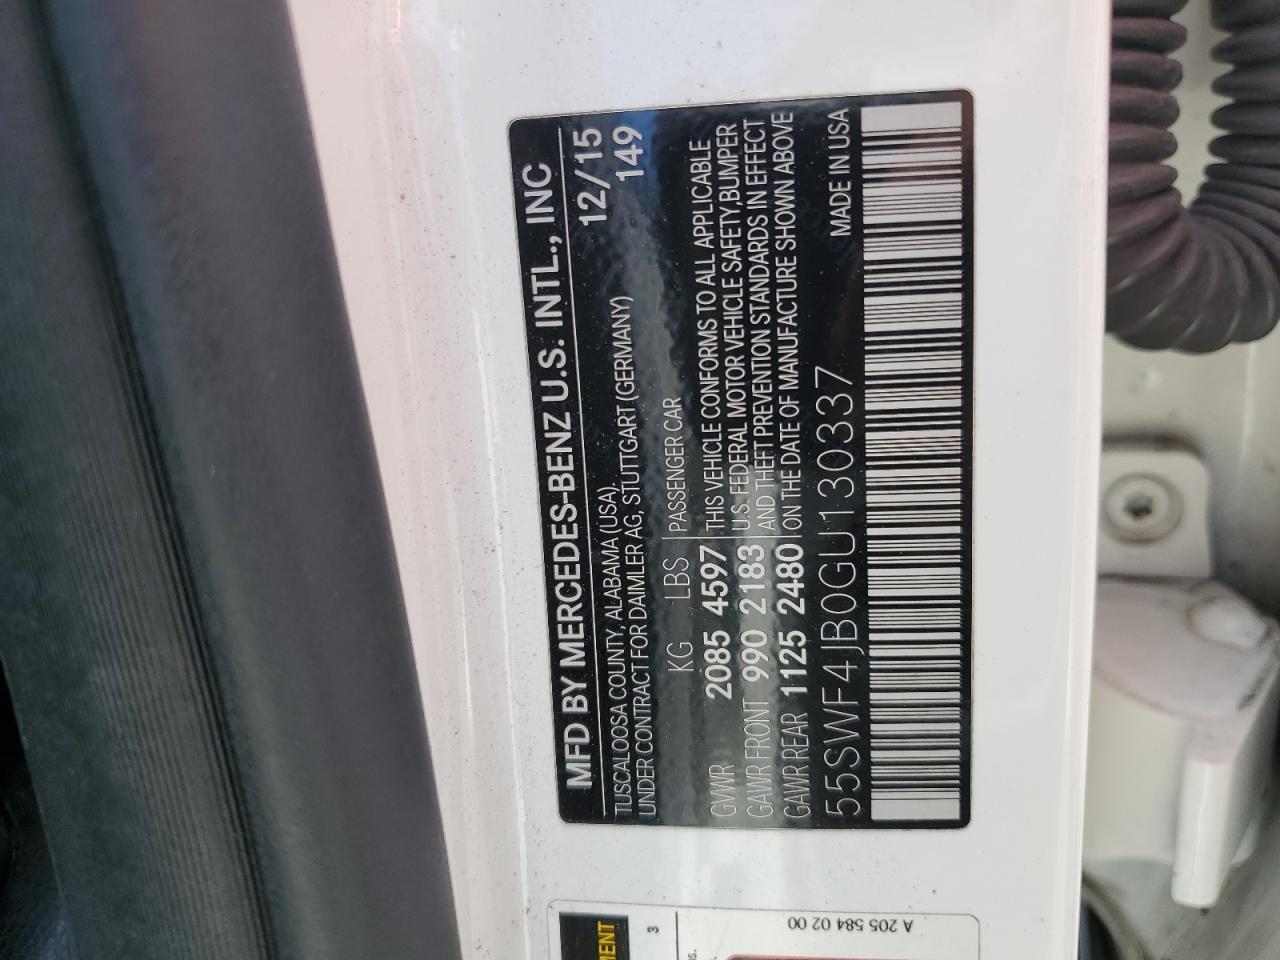 MFD BY MERCEDES-BENZ U.S. INTL., INC
TUSCALOOSA COUNTY, ALABAMA (USA) 12/15
UNDER CONTRACT FOR DAIMLER AG, STUTTGART (GERMANY) 149
KG LBS PASSENGER CAR
GVWR 2085 4597 THIS VEHICLE CONFORMS TO ALL APPLICABLE
GAWR FRONT 990 2183 U.S. FEDERAL MOTOR VEHICLE SAFETY, BUMPER
AND THEFT PREVENTION STANDARDS IN EFFECT
GAWR REAR 1125 2480 ON THE DATE OF MANUFACTURE SHOWN ABOVE
55SWF4JB0GU130337 MADE IN USA
3
A 205 584 02 00